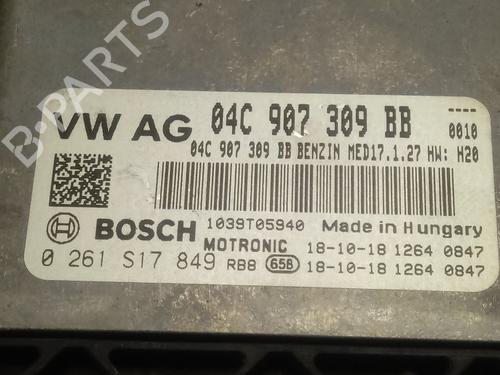 B-PARTS
----
VW AG 04C 907 309 BB 0010
04C 907 309 BB BENZIN MED17.1.27 HW: H20
BOSCH 1039T05940 Made in Hungary
MOTRONIC 18-10-18 1264 0847
0 261 S17 849 RB8 658 18-10-18 1264 0847